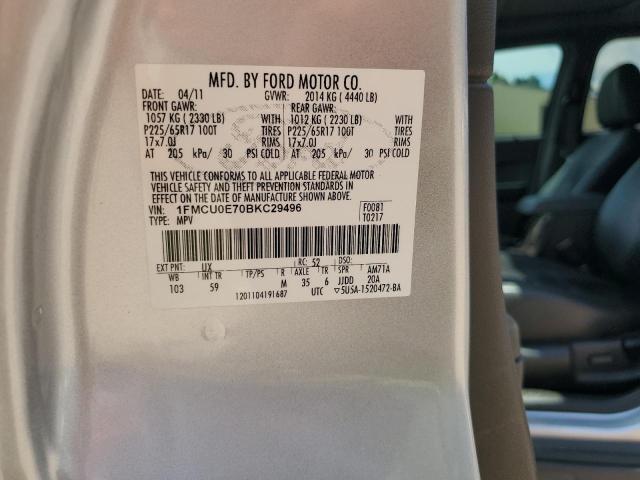 MFD. BY FORD MOTOR CO.
DATE: 04/11 GVWR: 2014 KG ( 4440 LB)
FRONT GAWR: REAR GAWR:
1057 KG ( 2330 LB) WITH 1012 KG ( 2230 LB) WITH
P225/65R17 100T TIRES P225/65R17 100T TIRES
17x7.0J RIMS 17x7.0J RIMS
AT 205 kPa/ 30 PSI COLD AT 205 kPa/ 30 PSI COLD
THIS VEHICLE CONFORMS TO ALL APPLICABLE FEDERAL MOTOR
VEHICLE SAFETY AND THEFT PREVENTION STANDARDS IN
EFFECT ON THE DATE OF MANUFACTURE SHOWN ABOVE.
VIN: 1FMCU0E70BKC29496 F0081
TYPE: MPV T0217
EXT PNT: UX RC: 52 DSO:
WB INT TR TP/PS R AXLE TR SPR AM71A
103 59 M 35 6 JJDD 20A
1201104191687 UTC ▽5U5A-1520472-BA